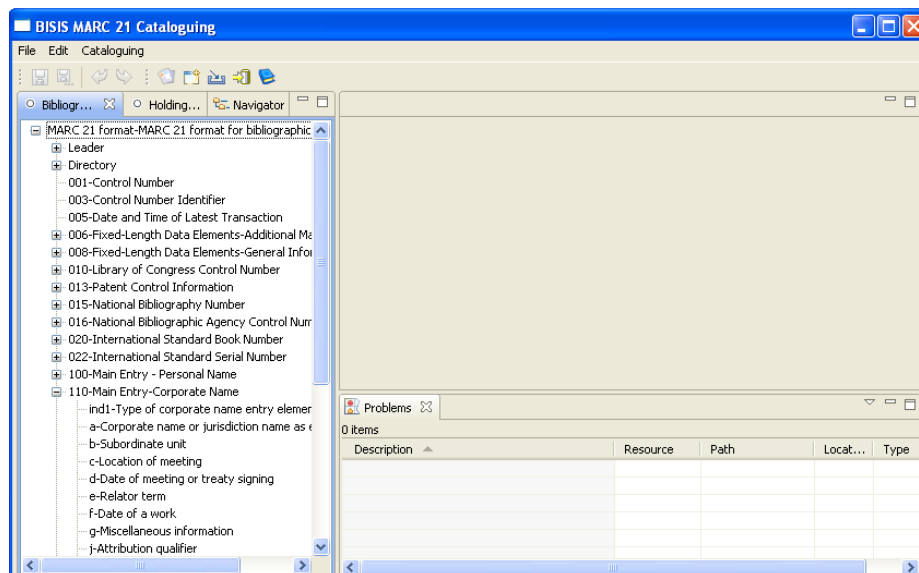 BISIS MARC 21 Cataloguing
File Edit Cataloguing
Bibliogr... Holding... Navigator
MARC 21 format-MARC 21 format for bibliographic
Leader
Directory
001-Control Number
003-Control Number Identifier
005-Date and Time of Latest Transaction
006-Fixed-Length Data Elements-Additional Ma
008-Fixed-Length Data Elements-General Infor
010-Library of Congress Control Number
013-Patent Control Information
015-National Bibliography Number
016-National Bibliographic Agency Control Num
020-International Standard Book Number
022-International Standard Serial Number
100-Main Entry - Personal Name
110-Main Entry-Corporate Name
ind1-Type of corporate name entry elemer
a-Corporate name or jurisdiction name as e
b-Subordinate unit
c-Location of meeting
d-Date of meeting or treaty signing
e-Relator term
f-Date of a work
g-Miscellaneous information
j-Attribution qualifier
Problems
0 items
Description Resource Path Locat... Type